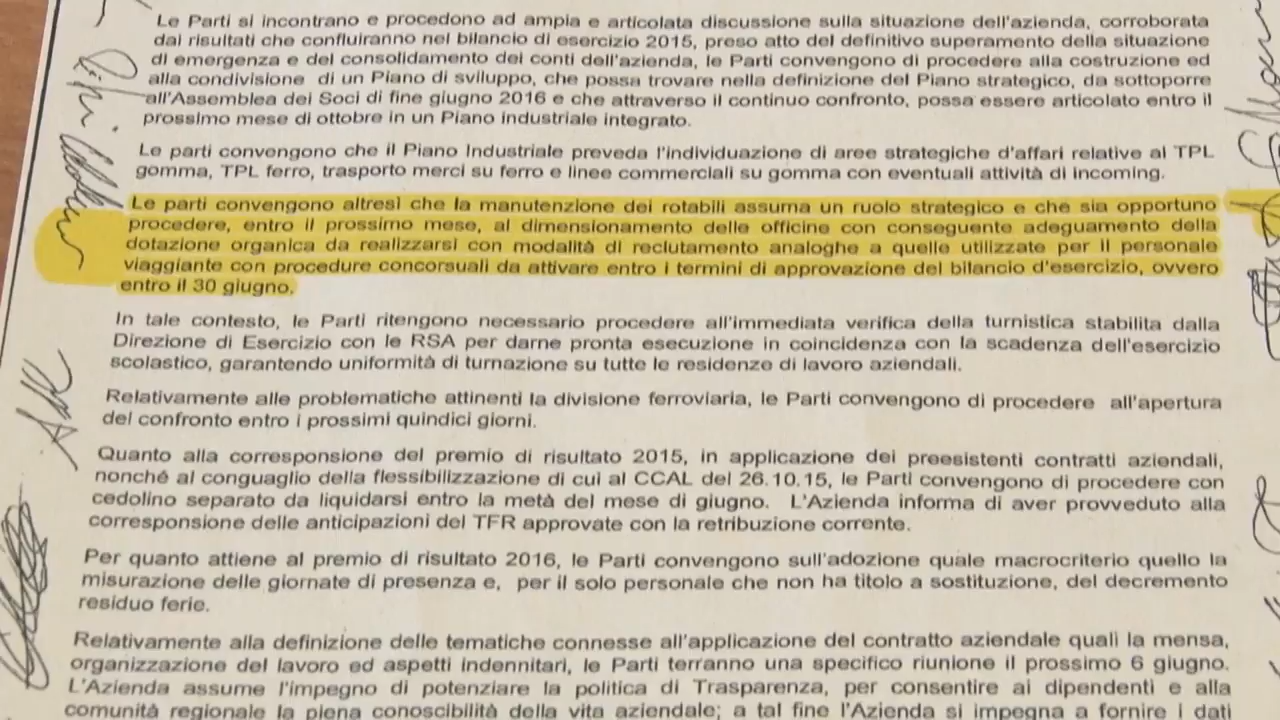 Le Parti si incontrano e procedono ad ampia e articolata discussione sulla situazione dell'azienda, corroborata
dai risultati che confluiranno nel bilancio di esercizio 2015, preso atto del definitivo superamento della situazione
di emergenza e del consolidamento dei conti dell'azienda, le Parti convengono di procedere alla costruzione ed
alla condivisione di un Piano di sviluppo, che possa trovare nella definizione del Piano strategico, da sottoporre
all'Assemblea dei Soci di fine giugno 2016 e che attraverso il continuo confronto, possa essere articolato entro il
prossimo mese di ottobre in un Piano industriale integrato.
Le parti convengono che il Piano Industriale preveda l'individuazione di aree strategiche d'affari relative al TPL
gomma, TPL ferro, trasporto merci su ferro e linee commerciali su gomma con eventuali attività di incoming.
Le parti convengono altresì che la manutenzione dei rotabili assuma un ruolo strategico e che sia opportuno
procedere, entro il prossimo mese, al dimensionamento delle officine con conseguente adeguamento della
dotazione organica da realizzarsi con modalità di reclutamento analoghe a quelle utilizzate per il personale
viaggiante con procedure concorsuali da attivare entro i termini di approvazione del bilancio d'esercizio, ovvero
entro il 30 giugno.
In tale contesto, le Parti ritengono necessario procedere all'immediata verifica della turnistica stabilita dalla
Direzione di Esercizio con le RSA per darne pronta esecuzione in coincidenza con la scadenza dell'esercizio
scolastico, garantendo uniformità di turnazione su tutte le residenze di lavoro aziendali.
Relativamente alle problematiche attinenti la divisione ferroviaria, le Parti convengono di procedere all'apertura
del confronto entro i prossimi quindici giorni.
Quanto alla corresponsione del premio di risultato 2015, in applicazione dei preesistenti contratti aziendali,
nonché al conguaglio della flessibilizzazione di cui al CCAL del 26.10.15, le Parti convengono di procedere con
cedolino separato da liquidarsi entro la metà del mese di giugno. L'Azienda informa di aver provveduto alla
corresponsione delle anticipazioni del TFR approvate con la retribuzione corrente.
Per quanto attiene al premio di risultato 2016, le Parti convengono sull'adozione quale macrocriterio quello la
misurazione delle giornate di presenza e, per il solo personale che non ha titolo a sostituzione, del decremento
residuo ferie.
Relativamente alla definizione delle tematiche connesse all'applicazione del contratto aziendale quali la mensa,
organizzazione del lavoro ed aspetti indennitari, le Parti terranno una specifico riunione il prossimo 6 giugno.
L'Azienda assume l'impegno di potenziare la politica di Trasparenza, per consentire ai dipendenti e alla
comunità regionale la piena conoscibilità della vita aziendale; a tal fine l'Azienda si impegna a fornire i dati